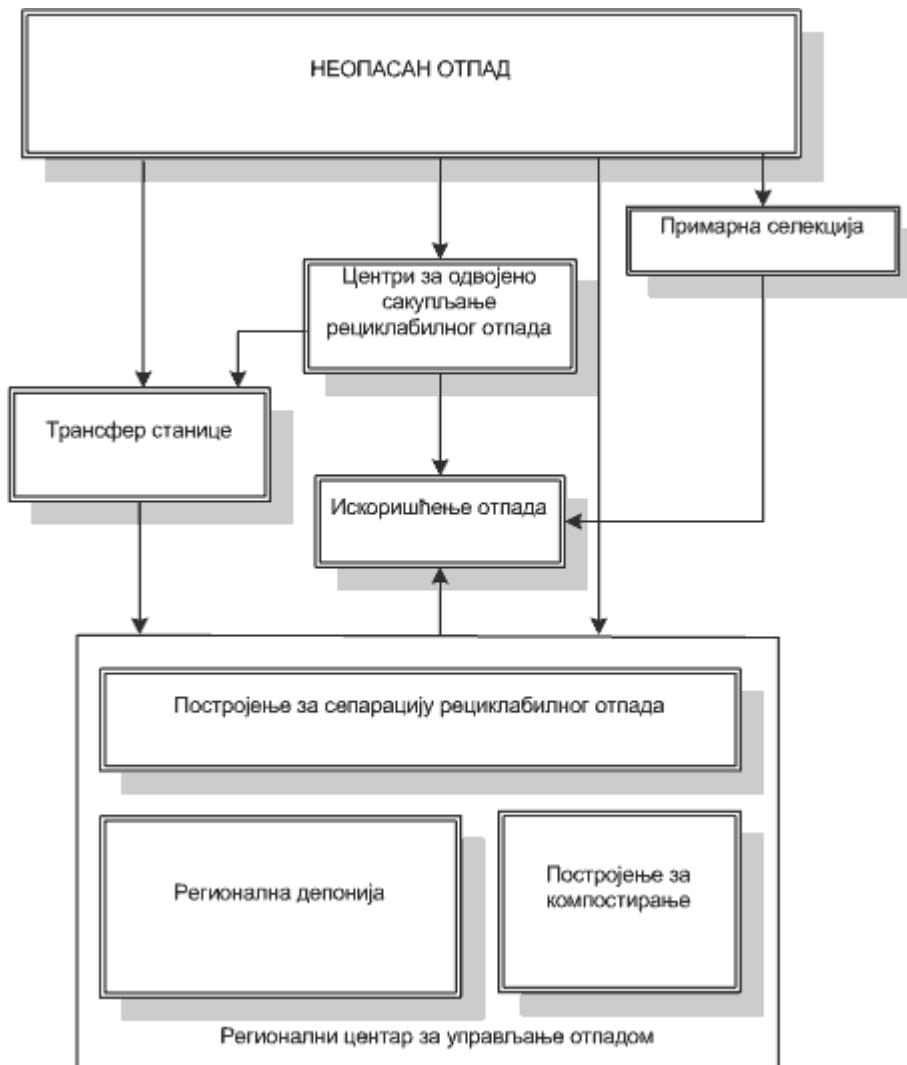 НЕОПАСАН ОТПАД
Примарна селекција
Центри за одвојено
сакупљање
рециклабилног отпада
Трансфер станице
Искоришћење отпада
Постројење за сепарацију рециклабилног отпада
Регионална депонија
Постројење за
компостирање
Регионални центар за управљање отпадом